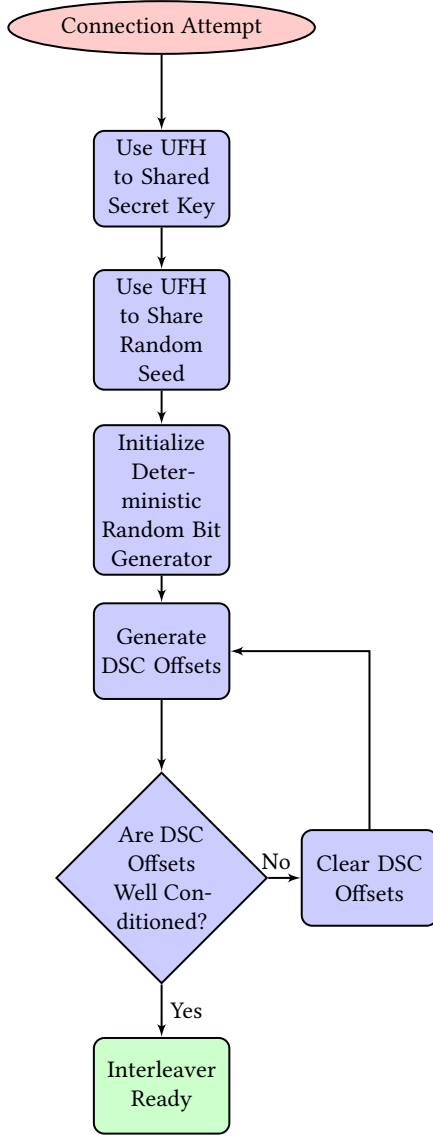 Connection Attempt
Use UFH
to Shared
Secret Key
Use UFH
to Share
Random
Seed
Initialize
Deter-
ministic
Random Bit
Generator
Generate
DSC Offsets
Are DSC
Offsets
Well Con-
ditioned?
No
Clear DSC
Offsets
Yes
Interleaver
Ready